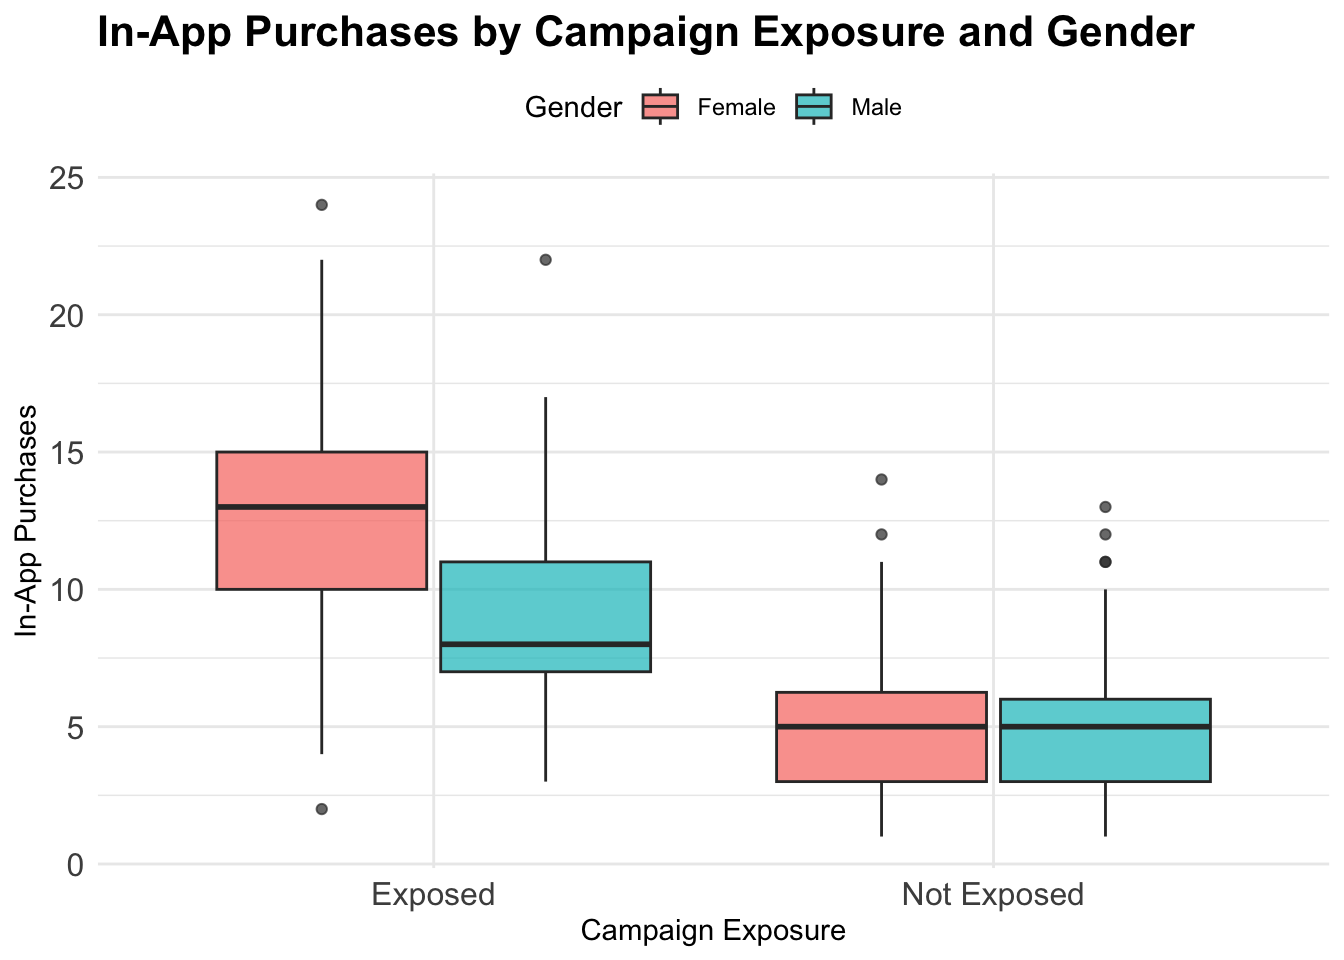 In-App Purchases by Campaign Exposure and Gender
Gender Female Male
25
20
15
10
5
0
In-App Purchases
Exposed Not Exposed
Campaign Exposure